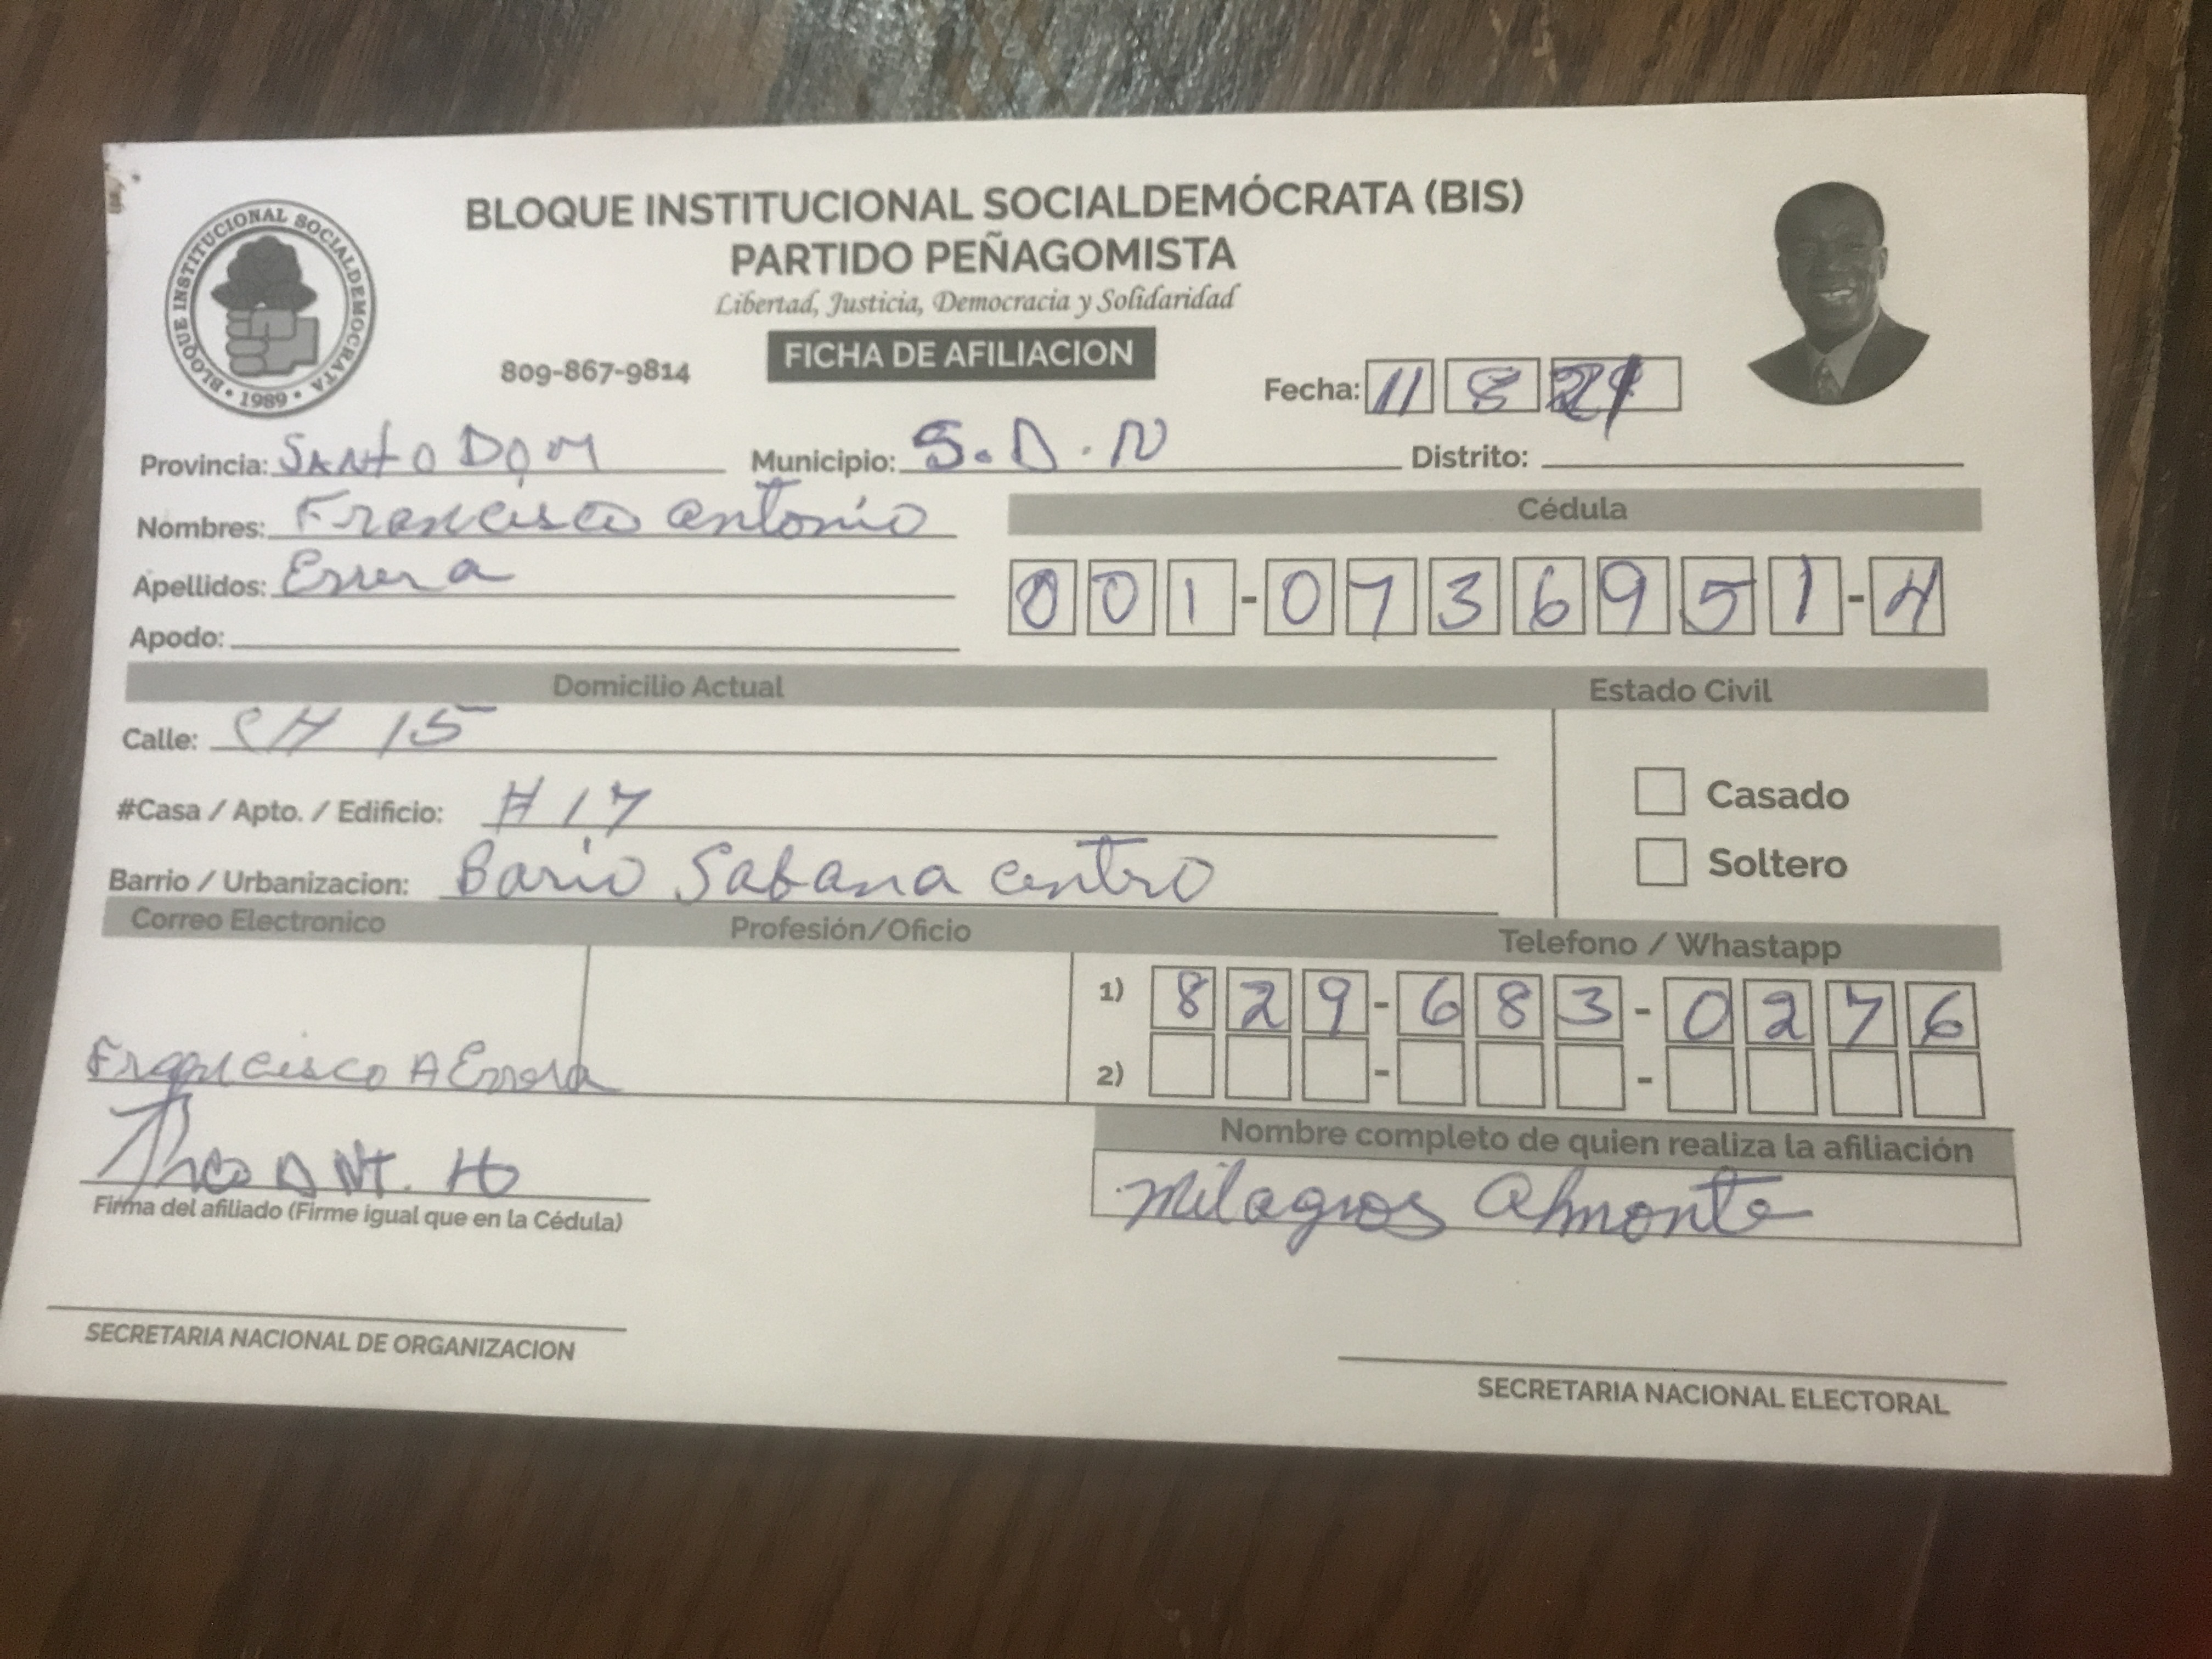 BLOQUE INSTITUCIONAL SOCIALDEMÓCRATA (BIS)
PARTIDO PEÑAGOMISTA
Libertad, Justicia, Democracia y Solidaridad
BLOQUE INSTITUCIONAL SOCIALDEMOCRATA • 1989 •
809-867-9814
FICHA DE AFILIACION
Fecha: 11 8 21
Provincia: SANTO DOM Municipio: S.D.N Distrito:
Nombres: Francisco antonio
Cédula
Apellidos: Errera
001-0736951-4
Apodo:
Domicilio Actual Estado Civil
Calle: CH 15
Casado
#Casa / Apto. / Edificio: # 17
Soltero
Barrio / Urbanizacion: Bario Sabana centro
Correo Electronico Profesión/Oficio Telefono / Whastapp
1) 829-683-0276
Francisco A Errera
2) - -
Nombre completo de quien realiza la afiliación
Milagros Almonte
Firma del afiliado (Firme igual que en la Cédula)
SECRETARIA NACIONAL DE ORGANIZACION
SECRETARIA NACIONAL ELECTORAL